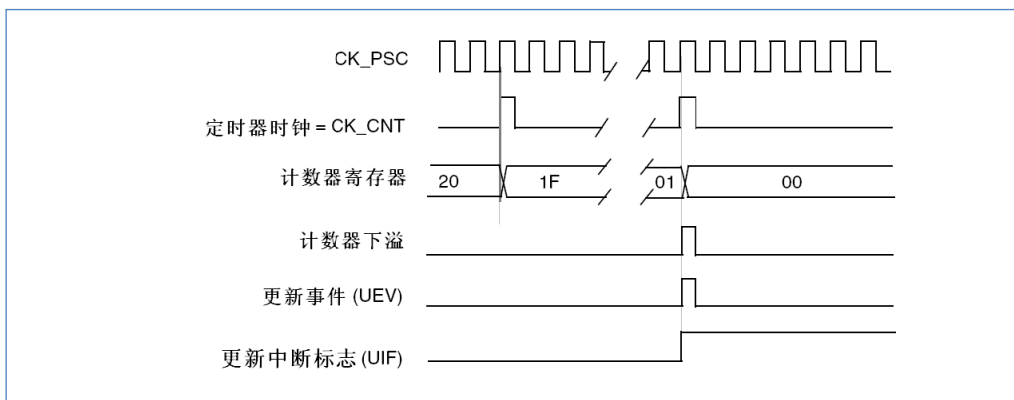 CK_PSC
定时器时钟 = CK_CNT
计数器寄存器 20 1F 01 00
计数器下溢
更新事件 (UEV)
更新中断标志 (UIF)